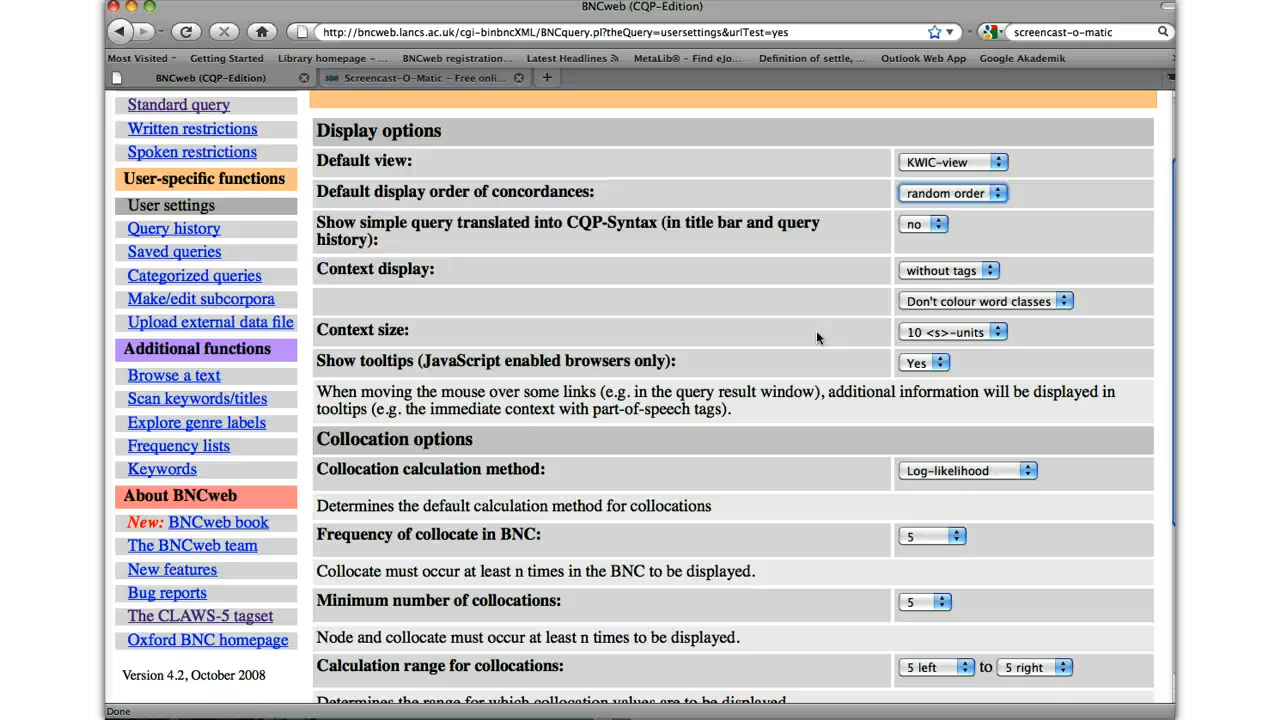 BNCweb (CQP-Edition)
http://bncweb.lancs.ac.uk/cgi-binbncXML/BNCquery.pl?theQuery=usersettings&urlTest=yes
screencast-o-matic
Most Visited
Getting Started
Library homepage – ...
BNCweb registration...
Latest Headlines
MetaLib® – Find eJo...
Definition of settle, ...
Outlook Web App
Google Akademik
BNCweb (CQP-Edition)
Screencast-O-Matic – Free onli...
Standard query
Written restrictions
Spoken restrictions
User-specific functions
User settings
Query history
Saved queries
Categorized queries
Make/edit subcorpora
Upload external data file
Additional functions
Browse a text
Scan keywords/titles
Explore genre labels
Frequency lists
Keywords
About BNCweb
New: BNCweb book
The BNCweb team
New features
Bug reports
The CLAWS-5 tagset
Oxford BNC homepage
Version 4.2, October 2008
Display options
Default view:
KWIC-view
Default display order of concordances:
random order
Show simple query translated into CQP-Syntax (in title bar and query
history):
no
Context display:
without tags
Don't colour word classes
Context size:
10 <s>-units
Show tooltips (JavaScript enabled browsers only):
Yes
When moving the mouse over some links (e.g. in the query result window), additional information will be displayed in
tooltips (e.g. the immediate context with part-of-speech tags).
Collocation options
Collocation calculation method:
Log-likelihood
Determines the default calculation method for collocations
Frequency of collocate in BNC:
5
Collocate must occur at least n times in the BNC to be displayed.
Minimum number of collocations:
5
Node and collocate must occur at least n times to be displayed.
Calculation range for collocations:
5 left to 5 right
Determines the range for which collocation values are to be displayed
Done